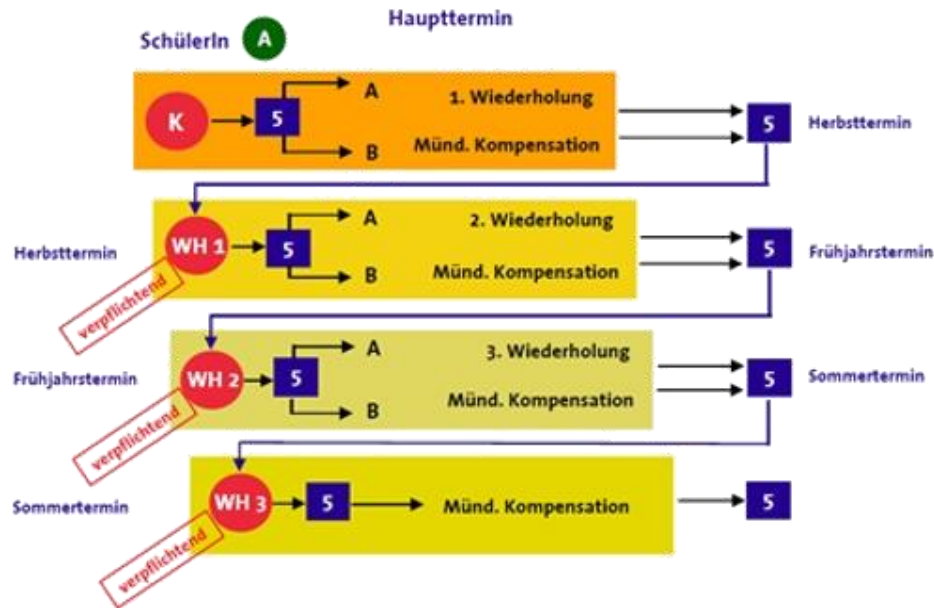 Haupttermin
SchülerIn A
K
5
A
1. Wiederholung
B
Münd. Kompensation
5
Herbsttermin
Herbsttermin
WH 1
verpflichtend
5
A
2. Wiederholung
B
Münd. Kompensation
5
Frühjahrstermin
Frühjahrstermin
WH 2
verpflichtend
5
A
3. Wiederholung
B
Münd. Kompensation
5
Sommertermin
Sommertermin
WH 3
verpflichtend
5
Münd. Kompensation
5